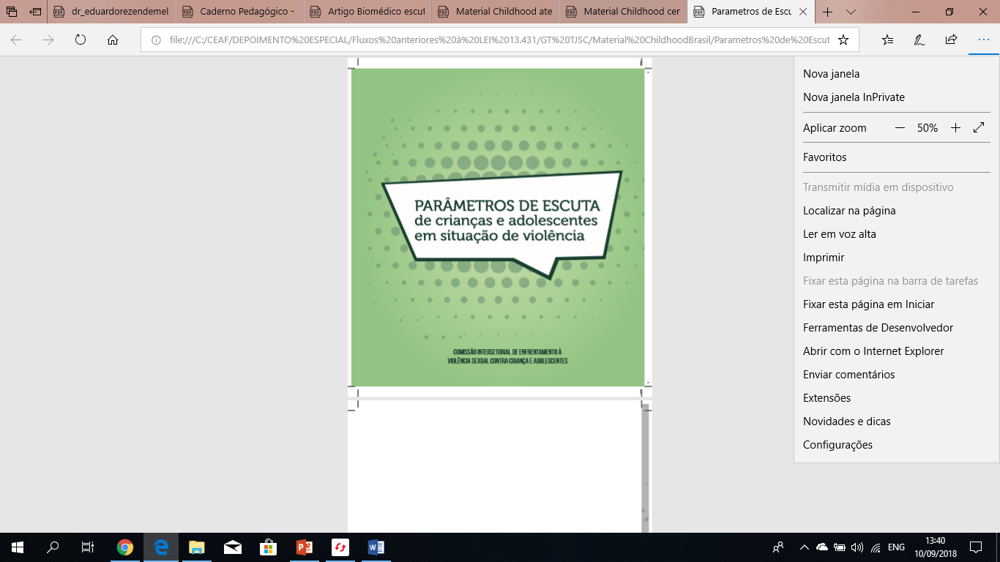 dr_eduardorezendemel
Caderno Pedagógico -
Artigo Biomédico escut
Material Childhood ate
Material Childhood cer
Parametros de Escu
file:///C:/CEAF/DEPOIMENTO%20ESPECIAL/Fluxos%20anteriores%20à%20LEI%2013.431/GT%20TJSC/Material%20ChildhoodBrasil/Parametros%20de%20Escut
Nova janela
Nova janela InPrivate
Aplicar zoom 50%
Favoritos
Transmitir mídia em dispositivo
Localizar na página
Ler em voz alta
Imprimir
Fixar esta página na barra de tarefas
Fixar esta página em Iniciar
Ferramentas de Desenvolvedor
Abrir com o Internet Explorer
Enviar comentários
Extensões
Novidades e dicas
Configurações
PARÂMETROS DE ESCUTA
de crianças e adolescentes
em situação de violência
COMISSÃO INTERSETORIAL DE ENFRENTAMENTO À
VIOLÊNCIA SEXUAL CONTRA CRIANÇA E ADOLESCENTES
ENG
13:40
10/09/2018